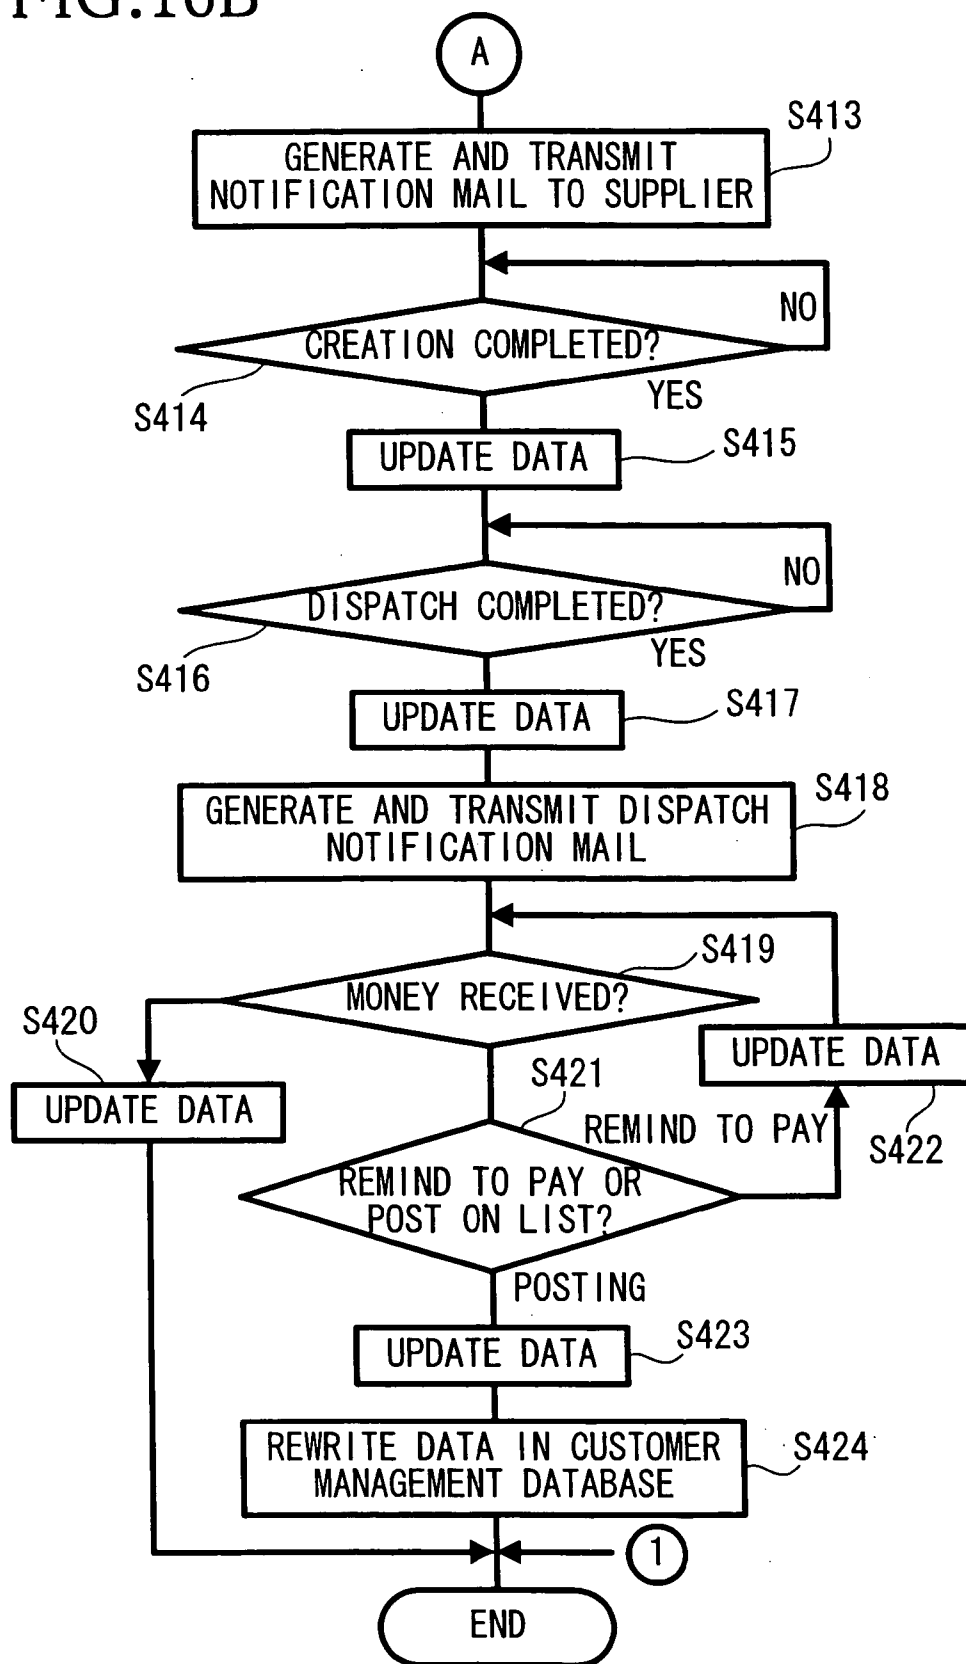 FIG.16B
A
S413
GENERATE AND TRANSMIT
NOTIFICATION MAIL TO SUPPLIER
NO
CREATION COMPLETED?
S414
YES
S415
UPDATE DATA
NO
DISPATCH COMPLETED?
S416
YES
S417
UPDATE DATA
S418
GENERATE AND TRANSMIT DISPATCH
NOTIFICATION MAIL
S419
MONEY RECEIVED?
S420
UPDATE DATA
S421
UPDATE DATA
S422
REMIND TO PAY
REMIND TO PAY OR
POST ON LIST?
POSTING
S423
UPDATE DATA
S424
REWRITE DATA IN CUSTOMER
MANAGEMENT DATABASE
1
END